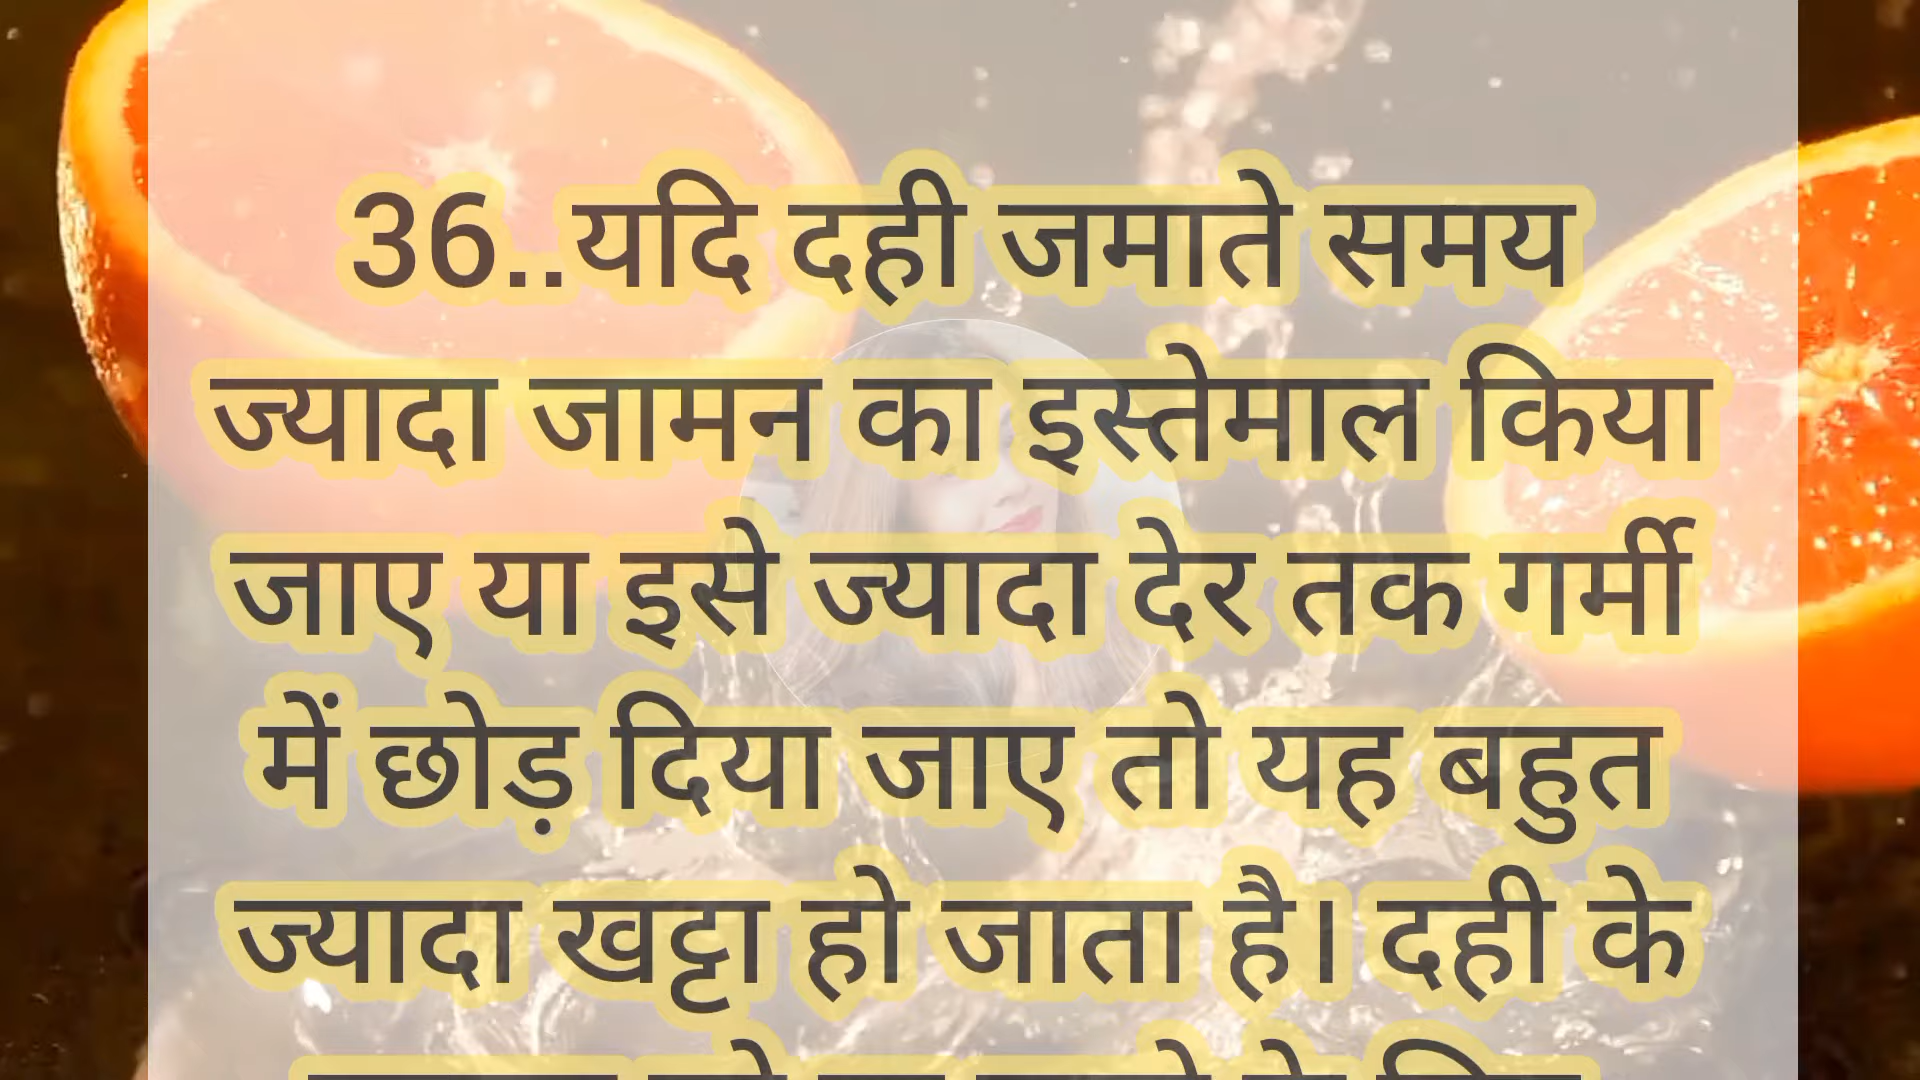 36..यदि दही जमाते समय
ज्यादा जामन का इस्तेमाल किया
जाए या इसे ज्यादा देर तक गर्मी
में छोड़ दिया जाए तो यह बहुत
ज्यादा खट्टा हो जाता है। दही के